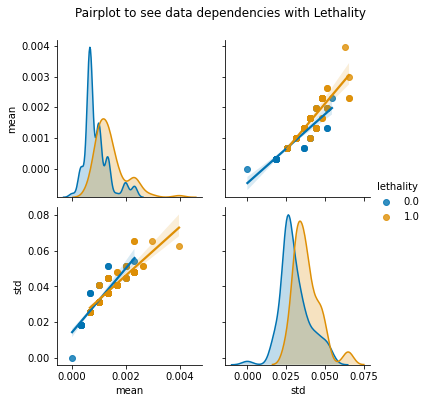 Pairplot to see data dependencies with Lethality
0.004
0.003
0.002
0.001
0.000
mean
lethality
0.0
1.0
0.08
0.06
0.04
0.02
0.00
std
0.000 0.002 0.004
mean
0.000 0.025 0.050 0.075
std